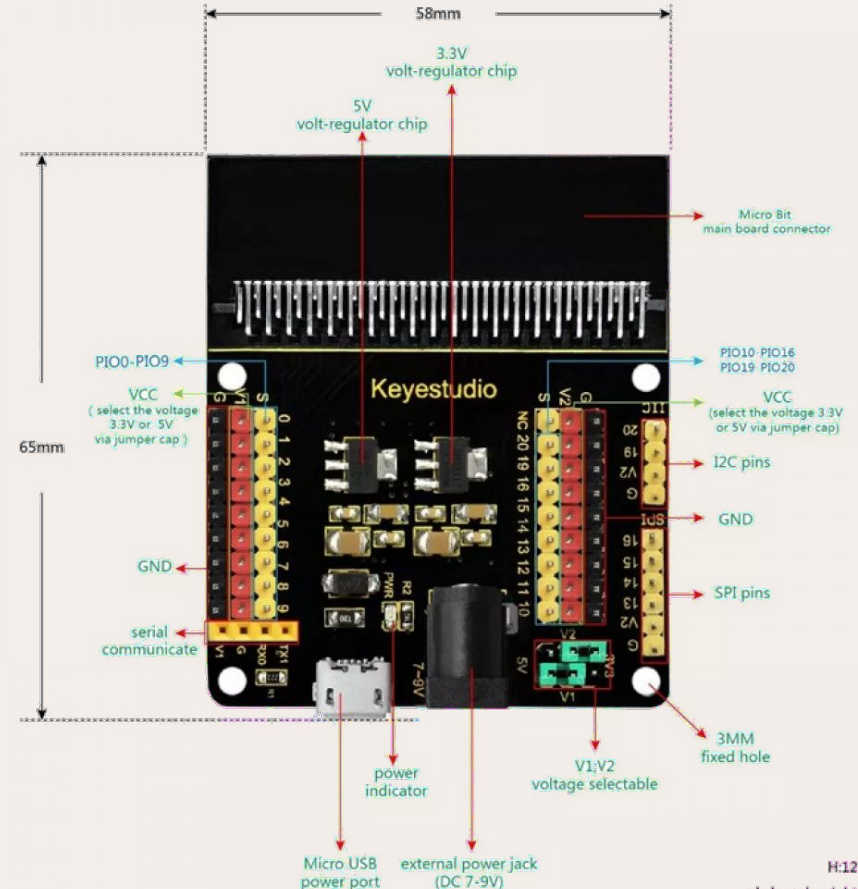 58mm
3.3V
volt-regulator chip
5V
volt-regulator chip
Micro Bit
main board connector
PIO0-PIO9
PIO10-PIO16
PIO19-PIO20
Keyestudio
VCC
( select the voltage
3.3V or 5V
via jumper cap )
VCC
(select the voltage 3.3V
or 5V via jumper cap)
65mm
G
V1
S
0
1
2
3
4
5
6
7
8
9
S
V2
G
NC
20
19
16
15
14
13
12
11
10
IIC
20
19
V2
G
I2C pins
GND
SPI
16
15
14
13
V2
G
SPI pins
GND
PWR
R2
serial
communicate
V1
G
RX0
TX1
R1
7~9V
5V
V2
3V3
V1
3MM
fixed hole
power
indicator
V1;V2
voltage selectable
Micro USB
power port
external power jack
(DC 7-9V)
H:12